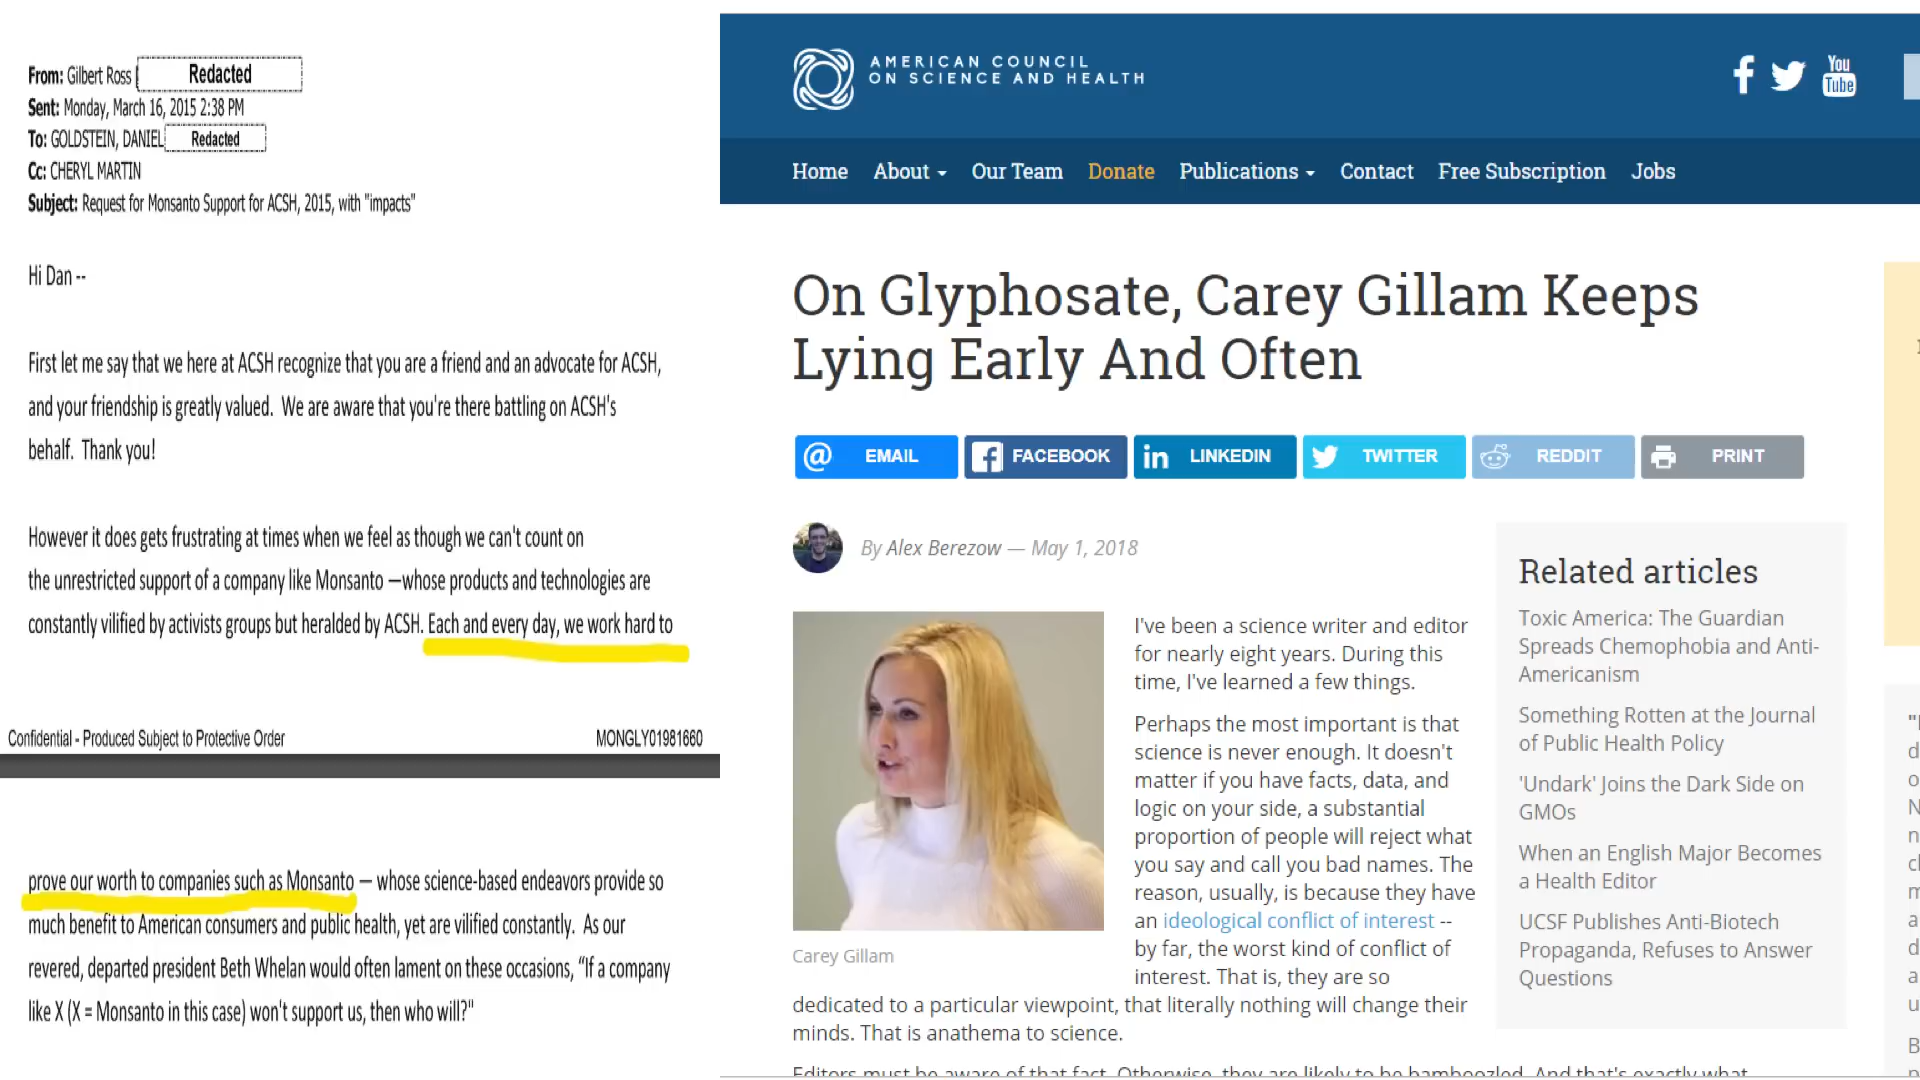 From: Gilbert Ross Redacted
Sent: Monday, March 16, 2015 2:38 PM
To: GOLDSTEIN, DANIEL Redacted
Cc: CHERYL MARTIN
Subject: Request for Monsanto Support for ACSH, 2015, with "impacts"
Hi Dan --
First let me say that we here at ACSH recognize that you are a friend and an advocate for ACSH,
and your friendship is greatly valued. We are aware that you're there battling on ACSH's
behalf. Thank you!
However it does gets frustrating at times when we feel as though we can't count on
the unrestricted support of a company like Monsanto —whose products and technologies are
constantly vilified by activists groups but heralded by ACSH. Each and every day, we work hard to
Confidential - Produced Subject to Protective Order MONGLY01981660
prove our worth to companies such as Monsanto — whose science-based endeavors provide so
much benefit to American consumers and public health, yet are vilified constantly. As our
revered, departed president Beth Whelan would often lament on these occasions, “If a company
like X (X = Monsanto in this case) won't support us, then who will?"
AMERICAN COUNCIL
ON SCIENCE AND HEALTH
You
Tube
Home About Our Team Donate Publications Contact Free Subscription Jobs
On Glyphosate, Carey Gillam Keeps
Lying Early And Often
EMAIL FACEBOOK LINKEDIN TWITTER REDDIT PRINT
By Alex Berezow — May 1, 2018
Carey Gillam
I've been a science writer and editor
for nearly eight years. During this
time, I've learned a few things.
Perhaps the most important is that
science is never enough. It doesn't
matter if you have facts, data, and
logic on your side, a substantial
proportion of people will reject what
you say and call you bad names. The
reason, usually, is because they have
an ideological conflict of interest --
by far, the worst kind of conflict of
interest. That is, they are so
dedicated to a particular viewpoint, that literally nothing will change their
minds. That is anathema to science.
Editors must be aware of that fact. Otherwise, they are likely to be bamboozled. And that's exactly what
Related articles
Toxic America: The Guardian
Spreads Chemophobia and Anti-
Americanism
Something Rotten at the Journal
of Public Health Policy
'Undark' Joins the Dark Side on
GMOs
When an English Major Becomes
a Health Editor
UCSF Publishes Anti-Biotech
Propaganda, Refuses to Answer
Questions